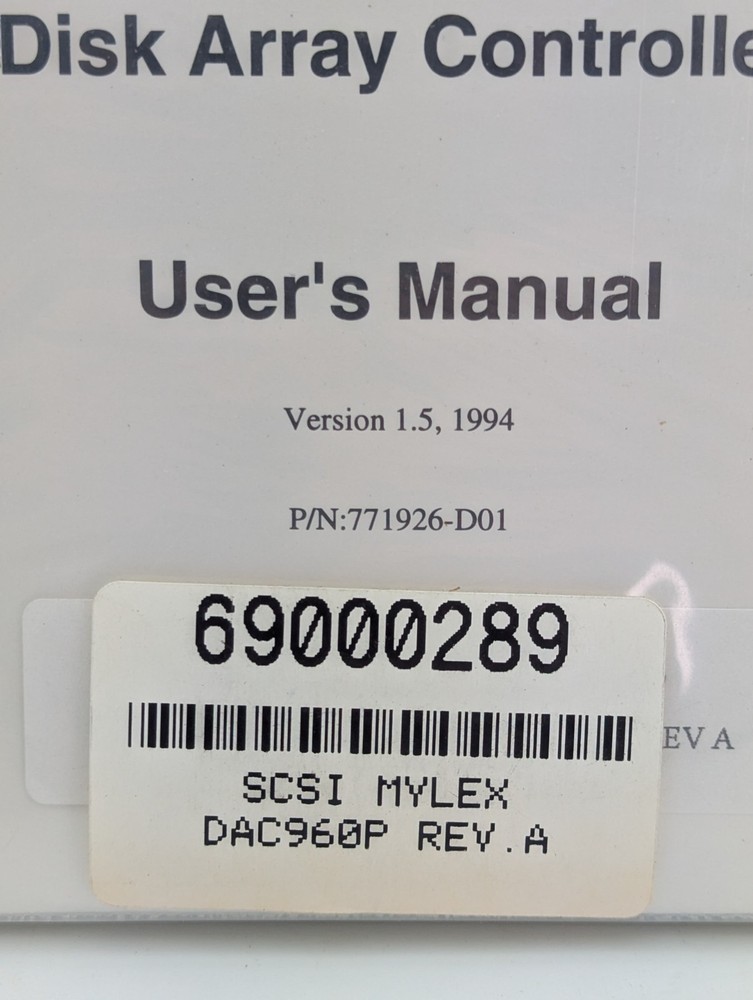 Disk Array Controlle
User's Manual
Version 1.5, 1994
P/N:771926-D01
69000289
EV A
SCSI MYLEX
DAC960P REV.A